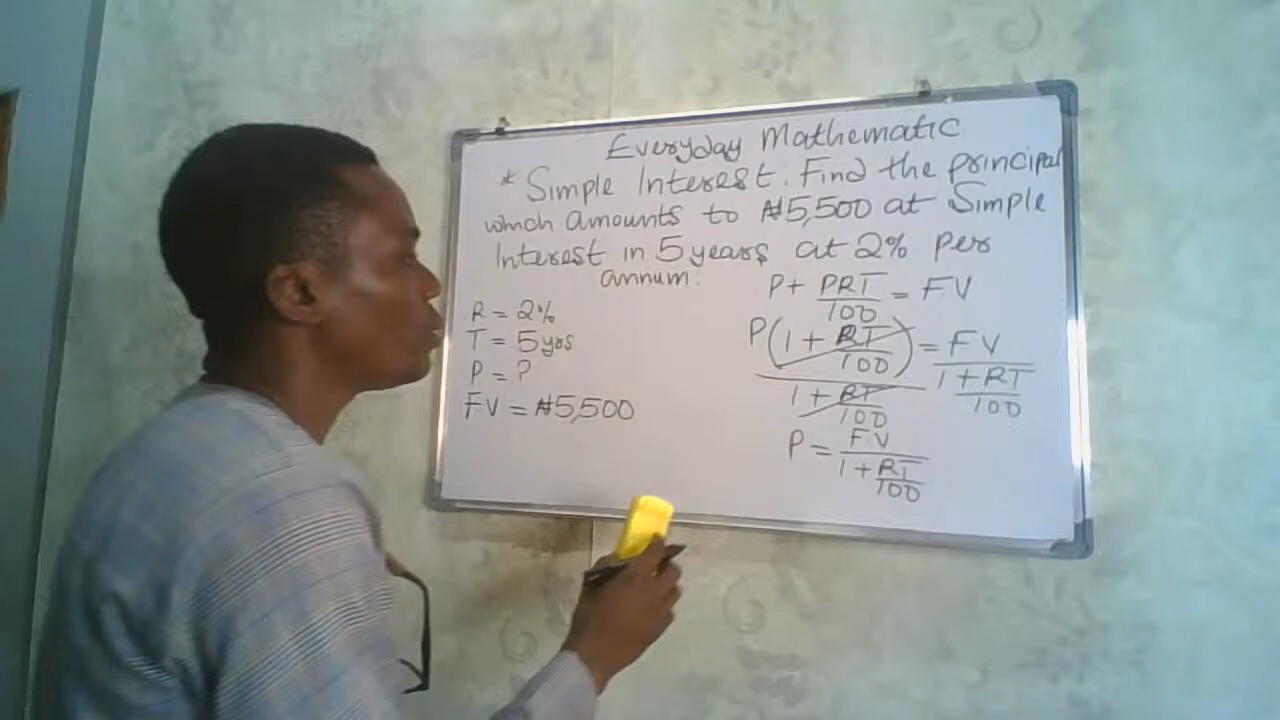 Everyday Mathematic
* Simple Interest. Find the principal
which amounts to ₦5,500 at Simple
Interest in 5 years at 2% per
annum.
R = 2%
T = 5yrs
P = ?
FV = ₦5,500
P + PRT/100 = FV
P(1 + RT/100)/(1 + RT/100) = FV/(1 + RT/100)
P = FV/(1 + RT/100)